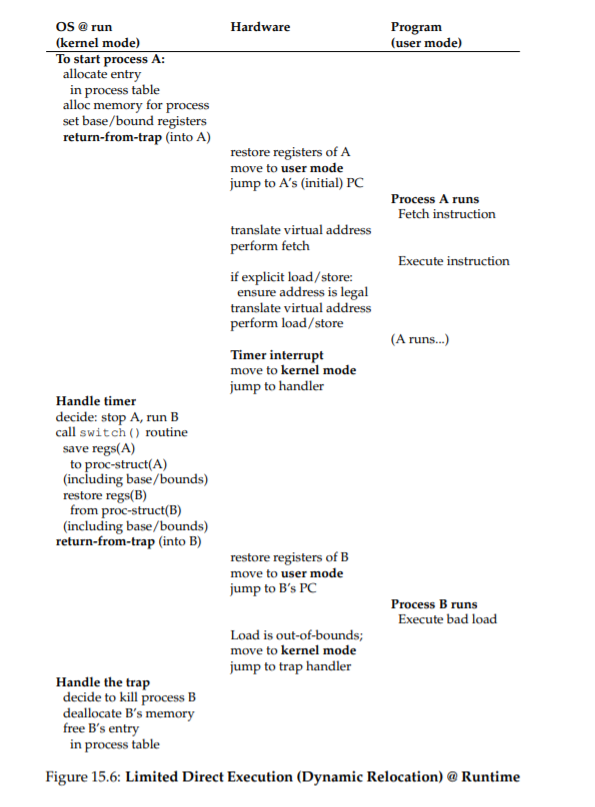 OS @ run Hardware Program
(kernel mode) (user mode)
To start process A:
allocate entry
in process table
alloc memory for process
set base/bound registers
return-from-trap (into A)
restore registers of A
move to user mode
jump to A's (initial) PC
Process A runs
Fetch instruction
translate virtual address
perform fetch
Execute instruction
if explicit load/store:
ensure address is legal
translate virtual address
perform load/store
(A runs...)
Timer interrupt
move to kernel mode
jump to handler
Handle timer
decide: stop A, run B
call switch() routine
save regs(A)
to proc-struct(A)
(including base/bounds)
restore regs(B)
from proc-struct(B)
(including base/bounds)
return-from-trap (into B)
restore registers of B
move to user mode
jump to B's PC
Process B runs
Execute bad load
Load is out-of-bounds;
move to kernel mode
jump to trap handler
Handle the trap
decide to kill process B
deallocate B's memory
free B's entry
in process table
Figure 15.6: Limited Direct Execution (Dynamic Relocation) @ Runtime